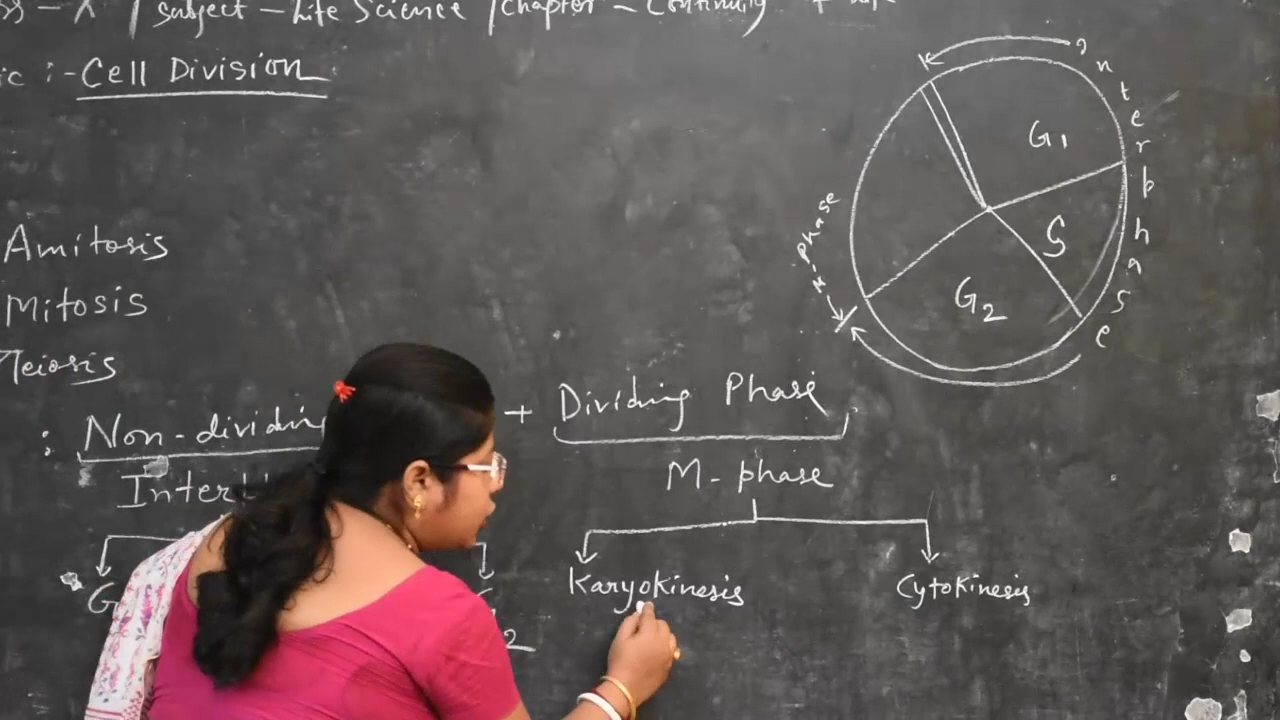 Subject - Life Science / Chapter - Continuity
:- Cell Division
Amitosis
Mitosis
Meiosis
: Non-dividing + Dividing Phase
M-phase
Karyokinesis Cytokinesis
2
Interphase
G1
S
G2
M-Phase